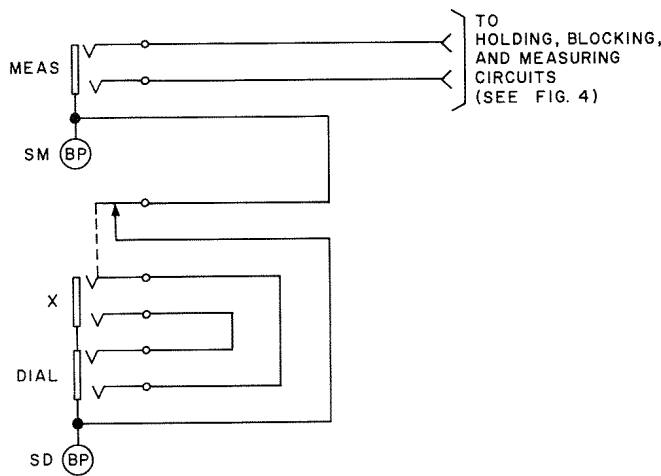 TO
HOLDING, BLOCKING,
AND MEASURING
CIRCUITS
(SEE FIG. 4)
MEAS
SM BP
X
DIAL
SD BP